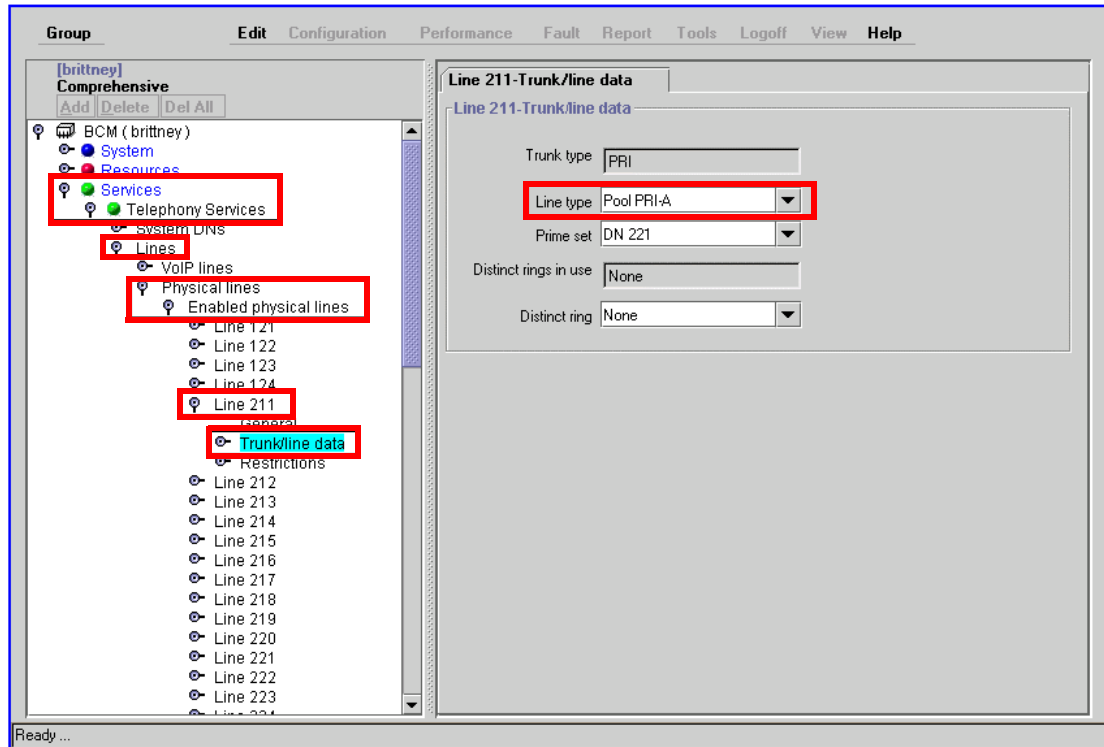 Group Edit Configuration Performance Fault Report Tools Logoff View Help
[brittney]
Comprehensive
Add Delete Del All
BCM ( brittney )
System
Resources
Services
Telephony Services
System DNs
Lines
VoIP lines
Physical lines
Enabled physical lines
Line 121
Line 122
Line 123
Line 124
Line 211
General
Trunk/line data
Restrictions
Line 212
Line 213
Line 214
Line 215
Line 216
Line 217
Line 218
Line 219
Line 220
Line 221
Line 222
Line 223
Line 211-Trunk/line data
Line 211-Trunk/line data
Trunk type PRI
Line type Pool PRI-A
Prime set DN 221
Distinct rings in use None
Distinct ring None
Ready ...